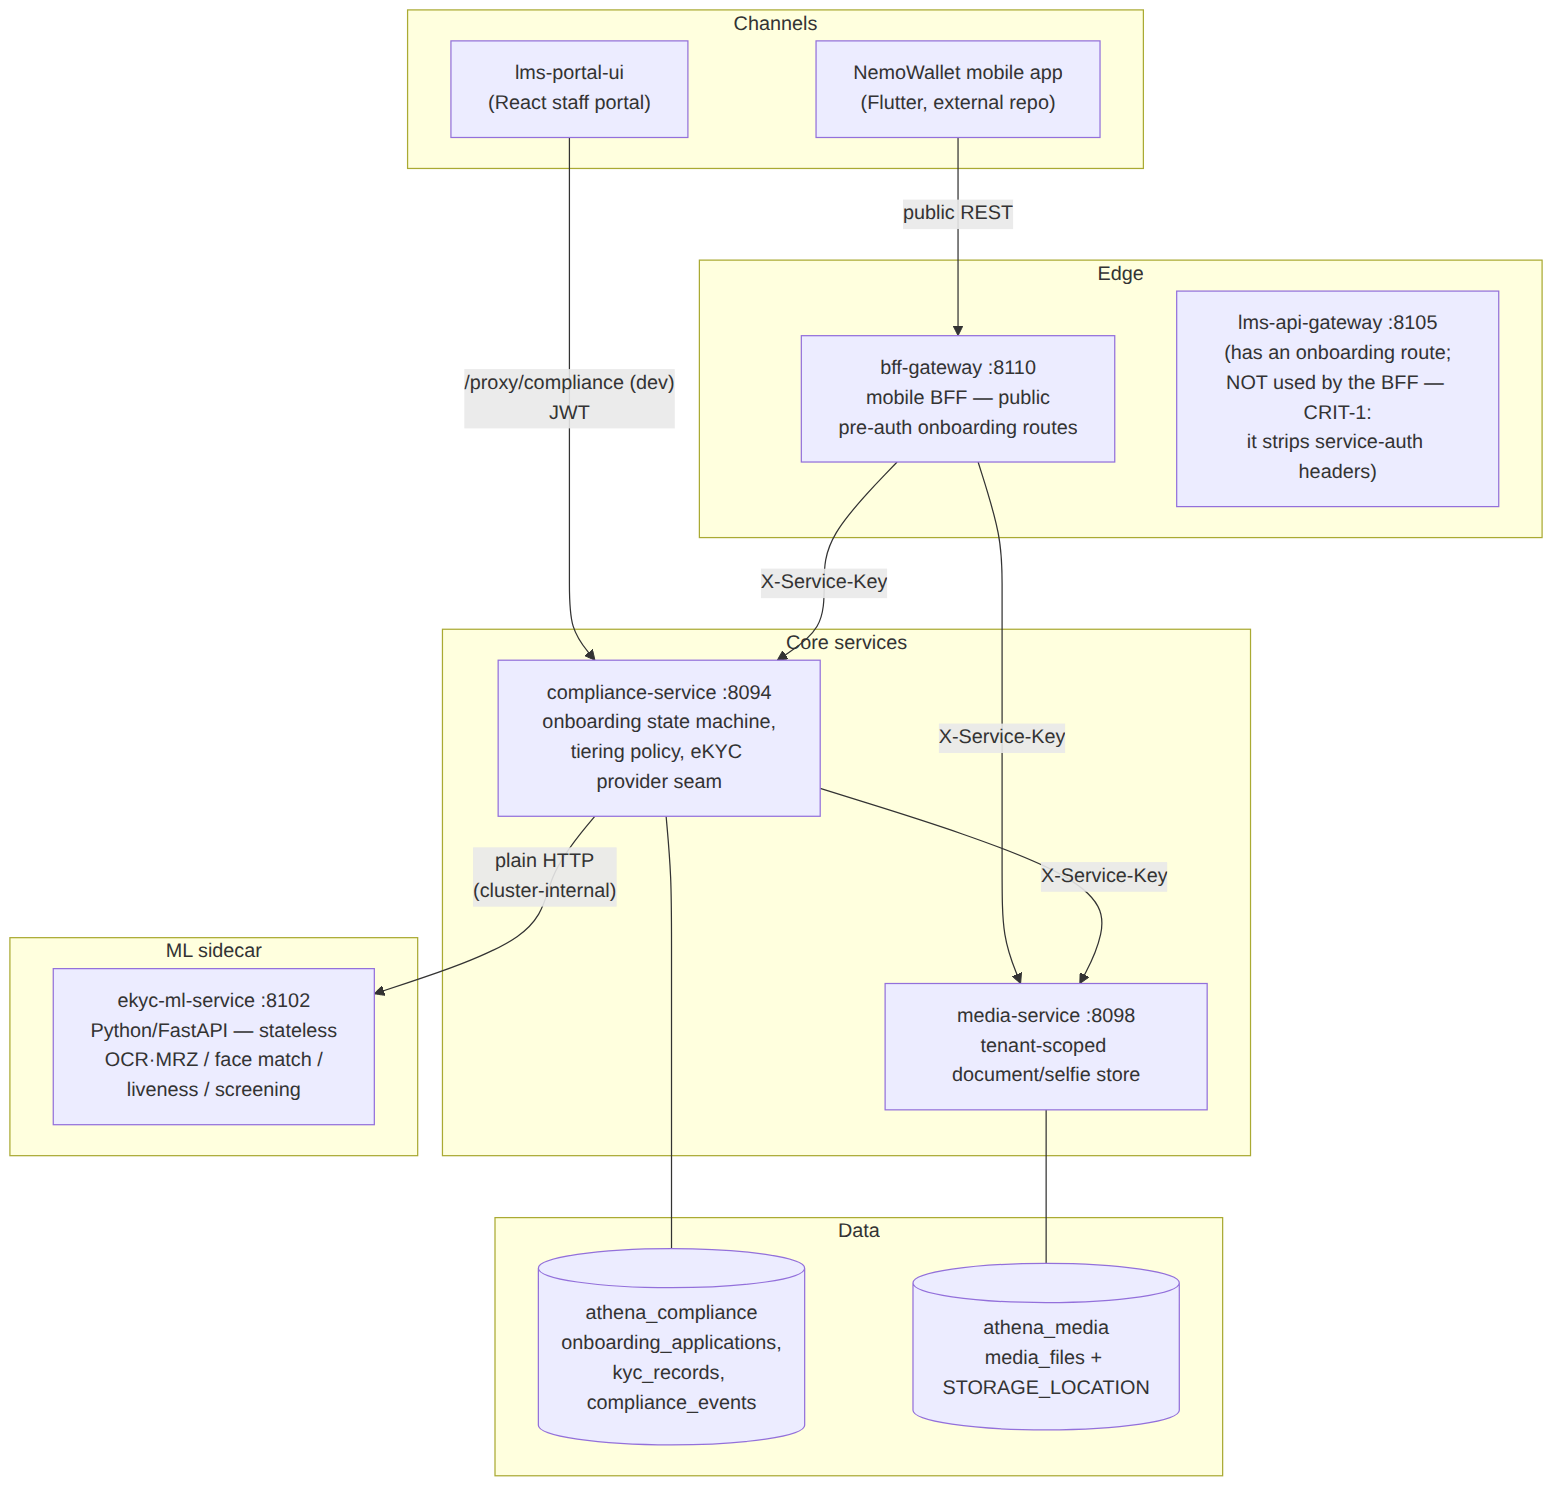 Channels
lms-portal-ui
(React staff portal)
NemoWallet mobile app
(Flutter, external repo)
public REST
Edge
bff-gateway :8110
mobile BFF — public
pre-auth onboarding routes
lms-api-gateway :8105
(has an onboarding route;
NOT used by the BFF —
CRIT-1:
it strips service-auth
headers)
/proxy/compliance (dev)
JWT
X-Service-Key
Core services
compliance-service :8094
onboarding state machine,
tiering policy, eKYC
provider seam
X-Service-Key
plain HTTP
(cluster-internal)
X-Service-Key
ML sidecar
ekyc-ml-service :8102
Python/FastAPI — stateless
OCR·MRZ / face match /
liveness / screening
media-service :8098
tenant-scoped
document/selfie store
Data
athena_compliance
onboarding_applications,
kyc_records,
compliance_events
athena_media
media_files +
STORAGE_LOCATION